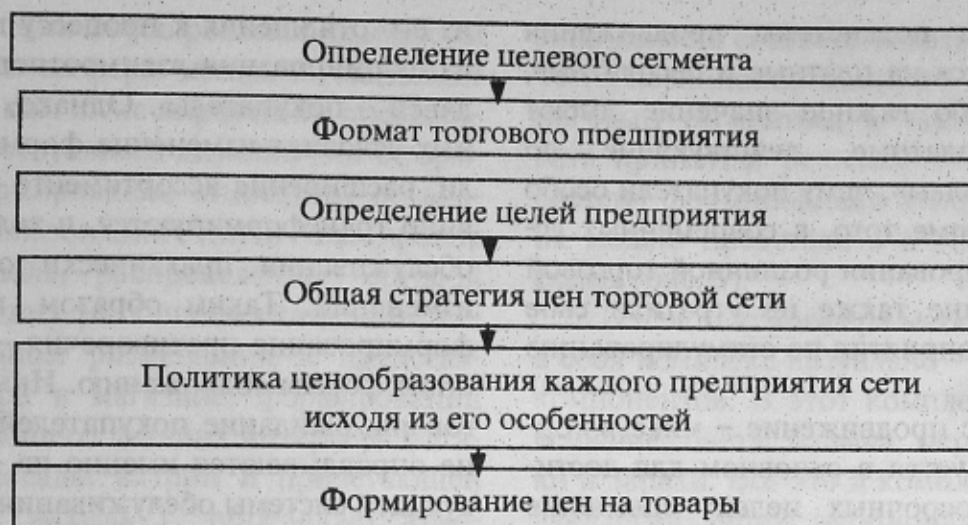 Определение целевого сегмента
Формат торгового предприятия
Определение целей предприятия
Общая стратегия цен торговой сети
Политика ценообразования каждого предприятия сети
исходя из его особенностей
Формирование цен на товары